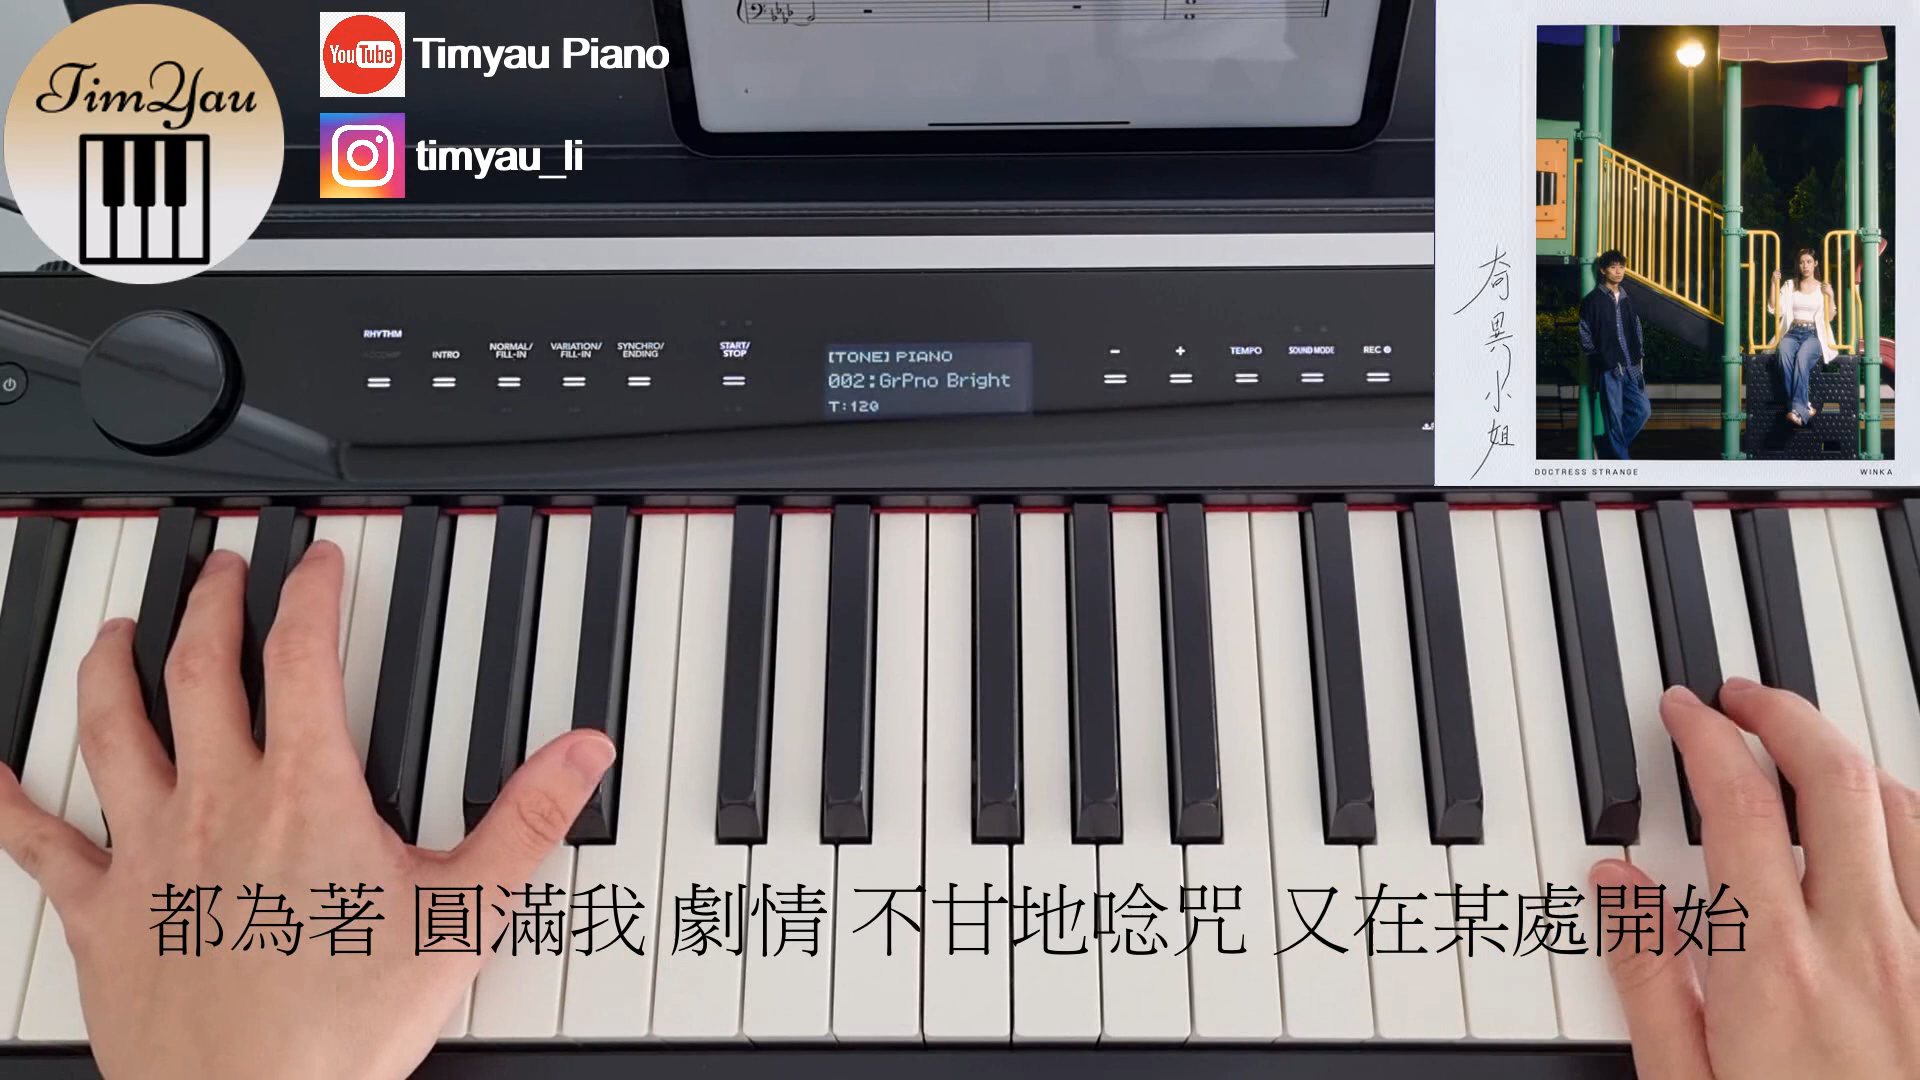 TimYau
YouTube
Timyau Piano
timyau_li
RHYTHM
INTRO
NORMAL/
FILL-IN
VARIATION/
FILL-IN
SYNCHRO/
ENDING
START/
STOP
[TONE] PIANO
002:GrPno Bright
T:120
-
+
TEMPO
SOUND MODE
REC
奇異小姐
DOCTRESS STRANGE
WINKA
都為著 圓滿我 劇情 不甘地唸咒 又在某處開始